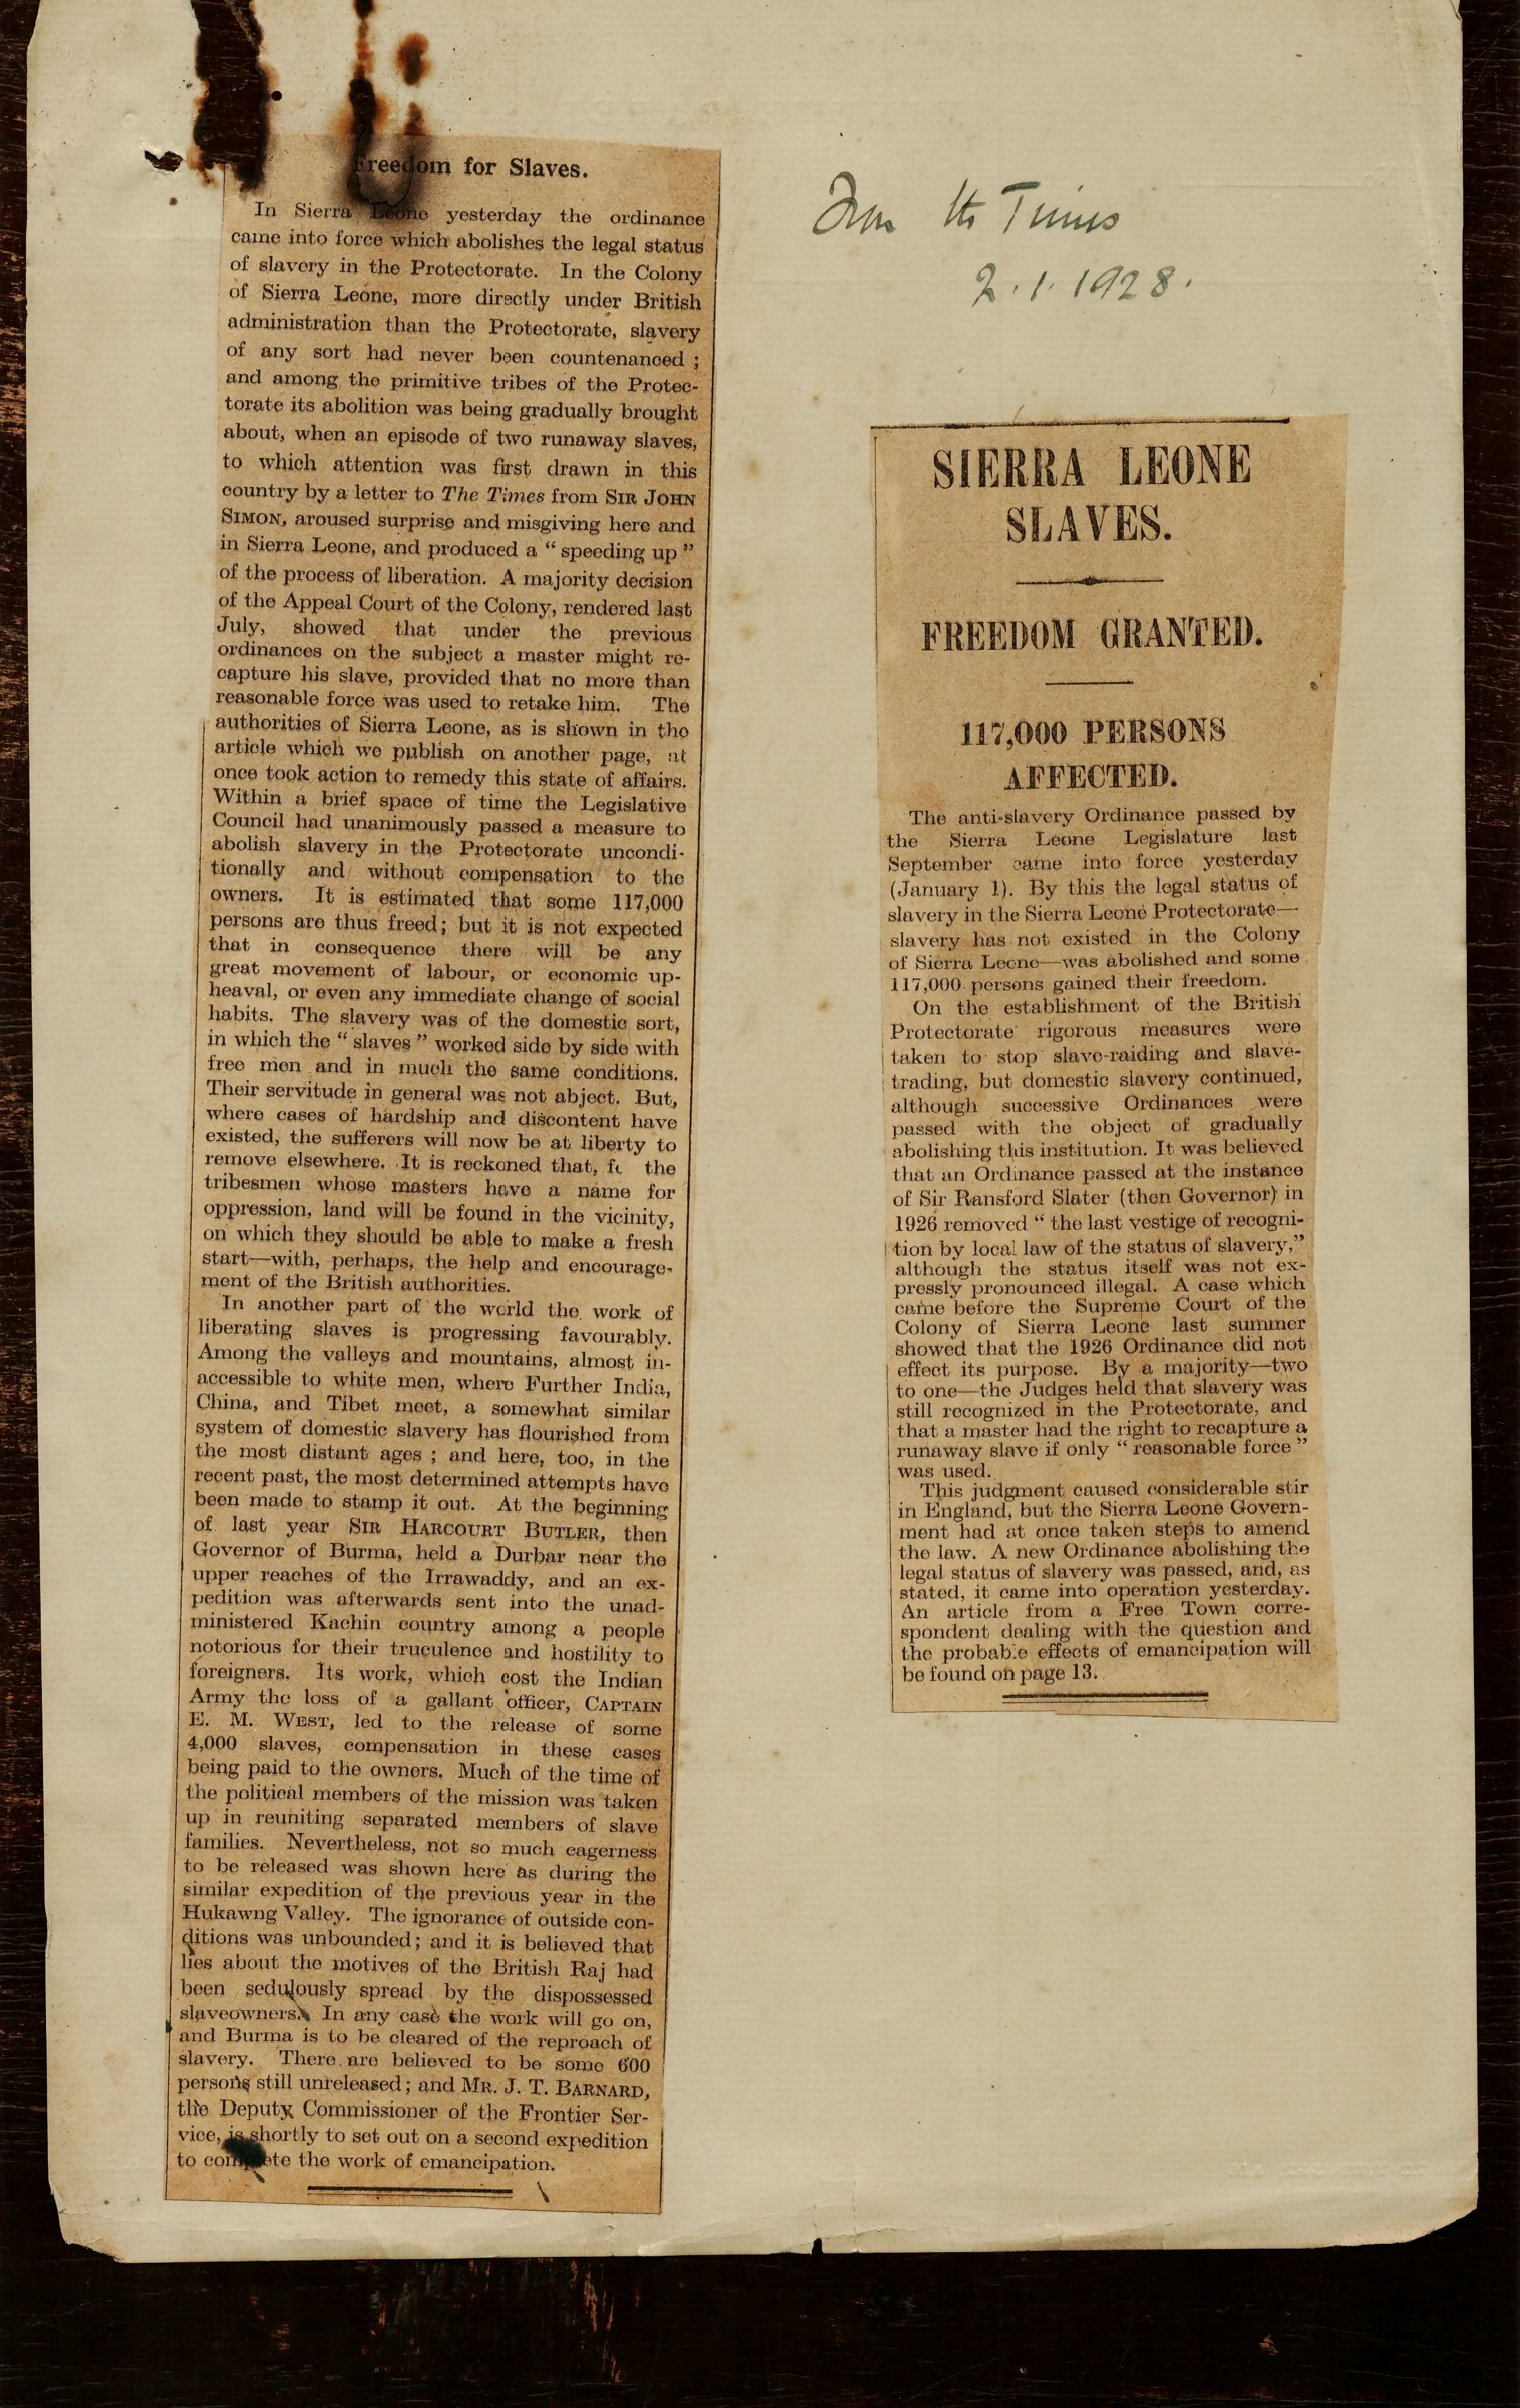 Freedom for Slaves.
In Sierra Leone yesterday the ordinance
came into force which abolishes the legal status
of slavery in the Protectorate. In the Colony
of Sierra Leone, more directly under British
administration than the Protectorate, slavery
of any sort had never been countenanced ;
and among the primitive tribes of the Protec-
torate its abolition was being gradually brought
about, when an episode of two runaway slaves,
to which attention was first drawn in this
country by a letter to The Times from SIR JOHN
SIMON, aroused surprise and misgiving here and
in Sierra Leone, and produced a “ speeding up ”
of the process of liberation. A majority decision
of the Appeal Court of the Colony, rendered last
July, showed that under the previous
ordinances on the subject a master might re-
capture his slave, provided that no more than
reasonable force was used to retake him. The
authorities of Sierra Leone, as is shown in the
article which we publish on another page, at
once took action to remedy this state of affairs.
Within a brief space of time the Legislative
Council had unanimously passed a measure to
abolish slavery in the Protectorate uncondi-
tionally and without compensation to the
owners. It is estimated that some 117,000
persons are thus freed; but it is not expected
that in consequence there will be any
great movement of labour, or economic up-
heaval, or even any immediate change of social
habits. The slavery was of the domestic sort,
in which the “ slaves ” worked side by side with
free men and in much the same conditions.
Their servitude in general was not abject. But,
where cases of hardship and discontent have
existed, the sufferers will now be at liberty to
remove elsewhere. It is reckoned that, the
tribesmen whose masters have a name for
oppression, land will be found in the vicinity,
on which they should be able to make a fresh
start—with, perhaps, the help and encourage-
ment of the British authorities.
In another part of the world the work of
liberating slaves is progressing favourably.
Among the valleys and mountains, almost in-
accessible to white men, where Further India,
China, and Tibet meet, a somewhat similar
system of domestic slavery has flourished from
the most distant ages ; and here, too, in the
recent past, the most determined attempts have
been made to stamp it out. At the beginning
of last year SIR HARCOURT BUTLER, then
Governor of Burma, held a Durbar near the
upper reaches of the Irrawaddy, and an ex-
pedition was afterwards sent into the unad-
ministered Kachin country among a people
notorious for their truculence and hostility to
foreigners. Its work, which cost the Indian
Army the loss of a gallant officer, CAPTAIN
E. M. WEST, led to the release of some
4,000 slaves, compensation in these cases
being paid to the owners. Much of the time of
the political members of the mission was taken
up in reuniting separated members of slave
families. Nevertheless, not so much eagerness
to be released was shown here as during the
similar expedition of the previous year in the
Hukawng Valley. The ignorance of outside con-
ditions was unbounded; and it is believed that
lies about the motives of the British Raj had
been sedulously spread by the dispossessed
slaveowners. In any case the work will go on,
and Burma is to be cleared of the reproach of
slavery. There are believed to be some 600
persons still unreleased; and MR. J. T. BARNARD,
the Deputy Commissioner of the Frontier Ser-
vice, is shortly to set out on a second expedition
to complete the work of emancipation.
From the Times
2.1.1928.
SIERRA LEONE
SLAVES.
FREEDOM GRANTED.
117,000 PERSONS
AFFECTED.
The anti-slavery Ordinance passed by
the Sierra Leone Legislature last
September came into force yesterday
(January 1). By this the legal status of
slavery in the Sierra Leone Protectorate—
slavery has not existed in the Colony
of Sierra Leone—was abolished and some
117,000 persons gained their freedom.
On the establishment of the British
Protectorate rigorous measures were
taken to stop slave-raiding and slave-
trading, but domestic slavery continued,
although successive Ordinances were
passed with the object of gradually
abolishing this institution. It was believed
that an Ordinance passed at the instance
of Sir Ransford Slater (then Governor) in
1926 removed “ the last vestige of recogni-
tion by local law of the status of slavery,”
although the status itself was not ex-
pressly pronounced illegal. A case which
came before the Supreme Court of the
Colony of Sierra Leone last summer
showed that the 1926 Ordinance did not
effect its purpose. By a majority—two
to one—the Judges held that slavery was
still recognized in the Protectorate, and
that a master had the right to recapture a
runaway slave if only “ reasonable force ”
was used.
This judgment caused considerable stir
in England, but the Sierra Leone Govern-
ment had at once taken steps to amend
the law. A new Ordinance abolishing the
legal status of slavery was passed, and, as
stated, it came into operation yesterday.
An article from a Free Town corre-
spondent dealing with the question and
the probable effects of emancipation will
be found on page 13.